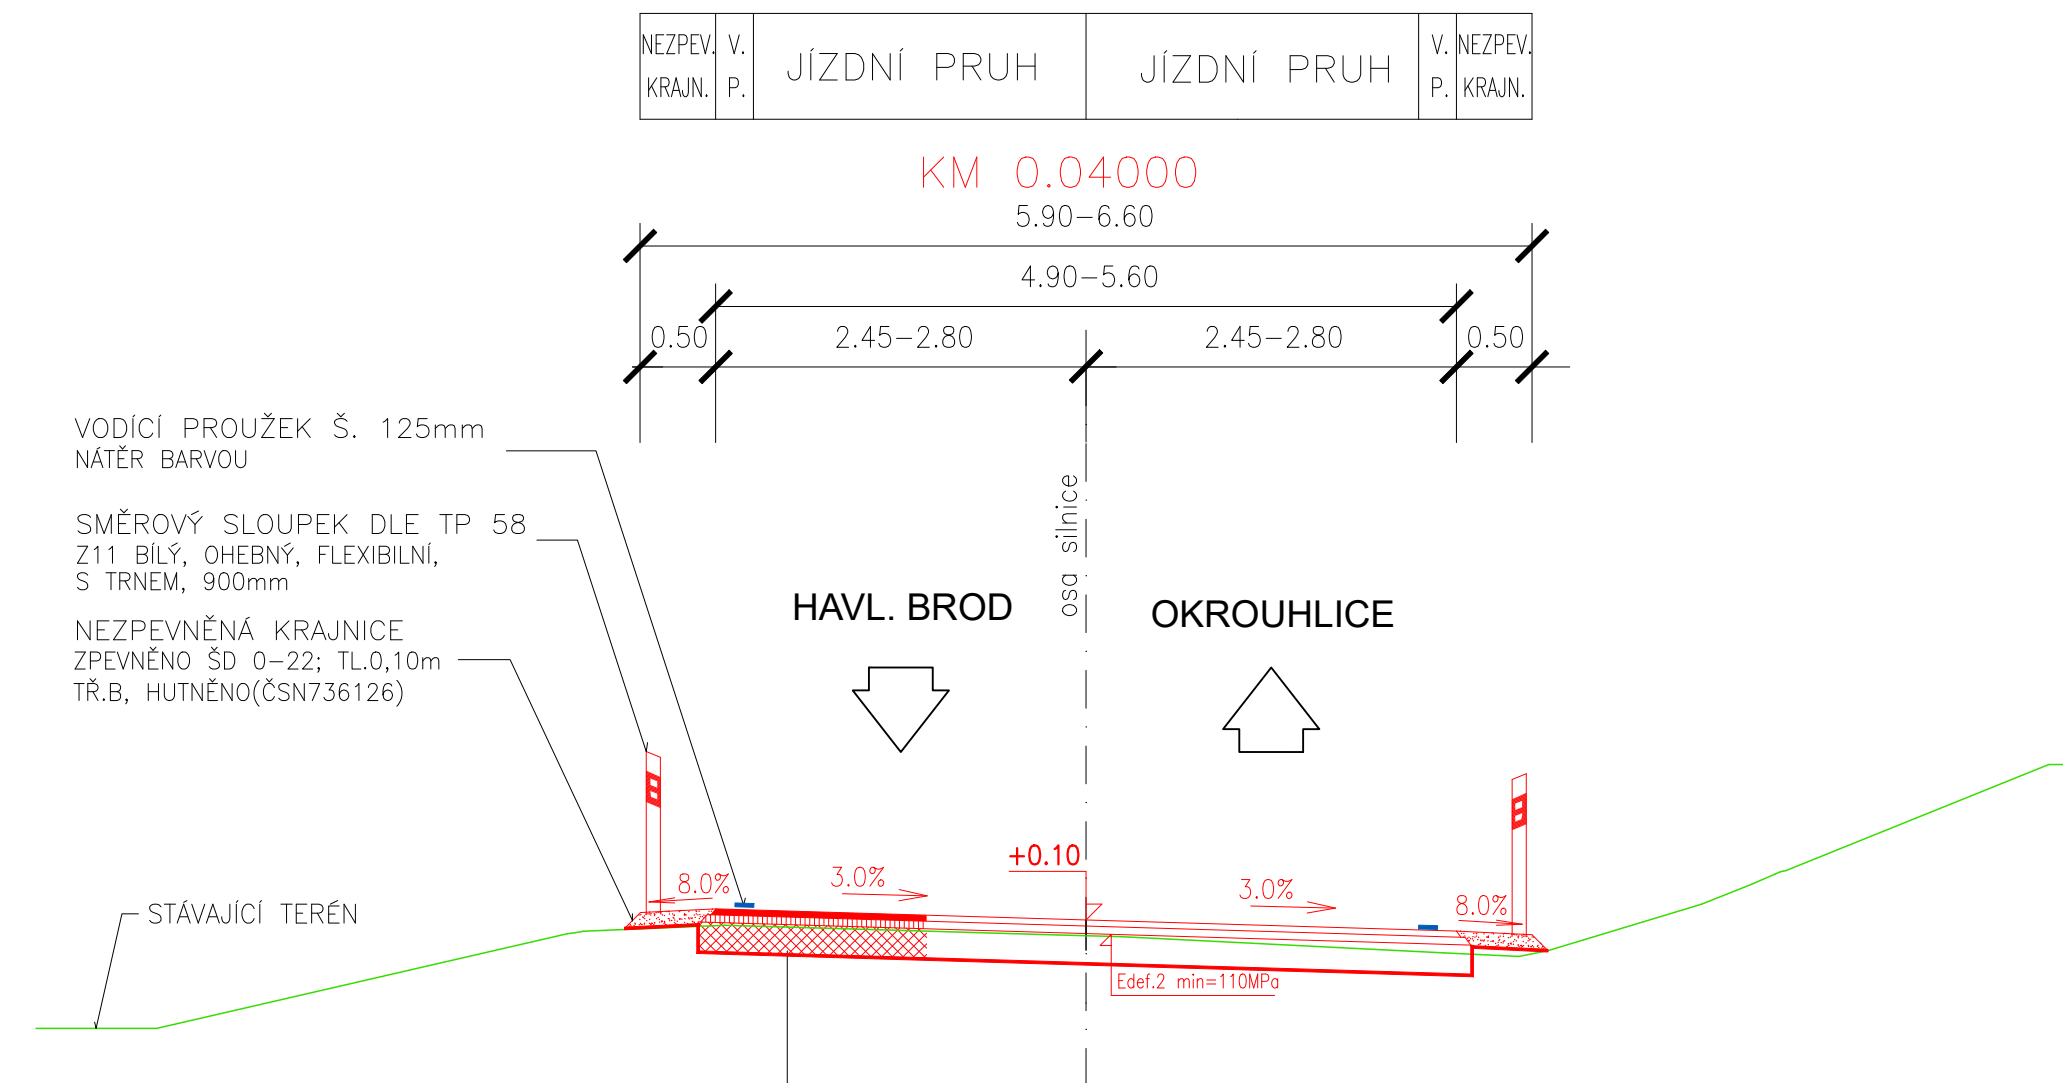 NEZPEV. V. JÍZDNÍ PRUH JÍZDNÍ PRUH V. NEZPEV.
KRAJN. P. P. KRAJN.
KM 0.04000
5.90-6.60
4.90-5.60
0.50 2.45-2.80 2.45-2.80 0.50
VODÍCÍ PROUŽEK Š. 125mm
NÁTĚR BARVOU
osa silnice
SMĚROVÝ SLOUPEK DLE TP 58
Z11 BÍLÝ, OHEBNÝ, FLEXIBILNÍ,
S TRNEM, 900mm
HAVL. BROD OKROUHLICE
NEZPEVNĚNÁ KRAJNICE
ZPEVNĚNO ŠD 0-22; TL.0,10m
TŘ.B, HUTNĚNO(ČSN736126)
+0.10
8.0% 3.0% 3.0% 8.0%
STÁVAJÍCÍ TERÉN
Edef.2 min=110MPa